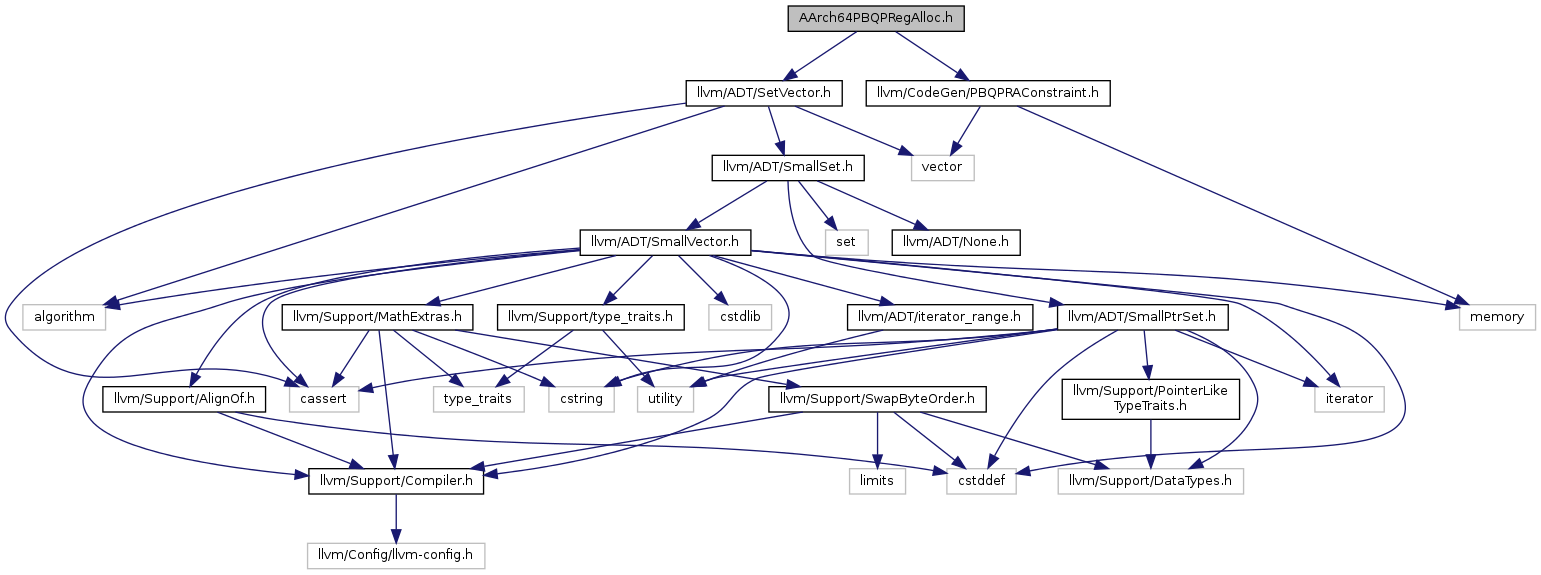 AArch64PBQPRegAlloc.h
llvm/ADT/SetVector.h
llvm/CodeGen/PBQPRAConstraint.h
llvm/ADT/SmallSet.h
vector
llvm/ADT/SmallVector.h
set
llvm/ADT/None.h
algorithm
llvm/Support/MathExtras.h
llvm/Support/type_traits.h
cstdlib
llvm/ADT/iterator_range.h
llvm/ADT/SmallPtrSet.h
memory
llvm/Support/AlignOf.h
cassert
type_traits
cstring
utility
llvm/Support/SwapByteOrder.h
llvm/Support/PointerLike
TypeTraits.h
iterator
llvm/Support/Compiler.h
limits
cstddef
llvm/Support/DataTypes.h
llvm/Config/llvm-config.h